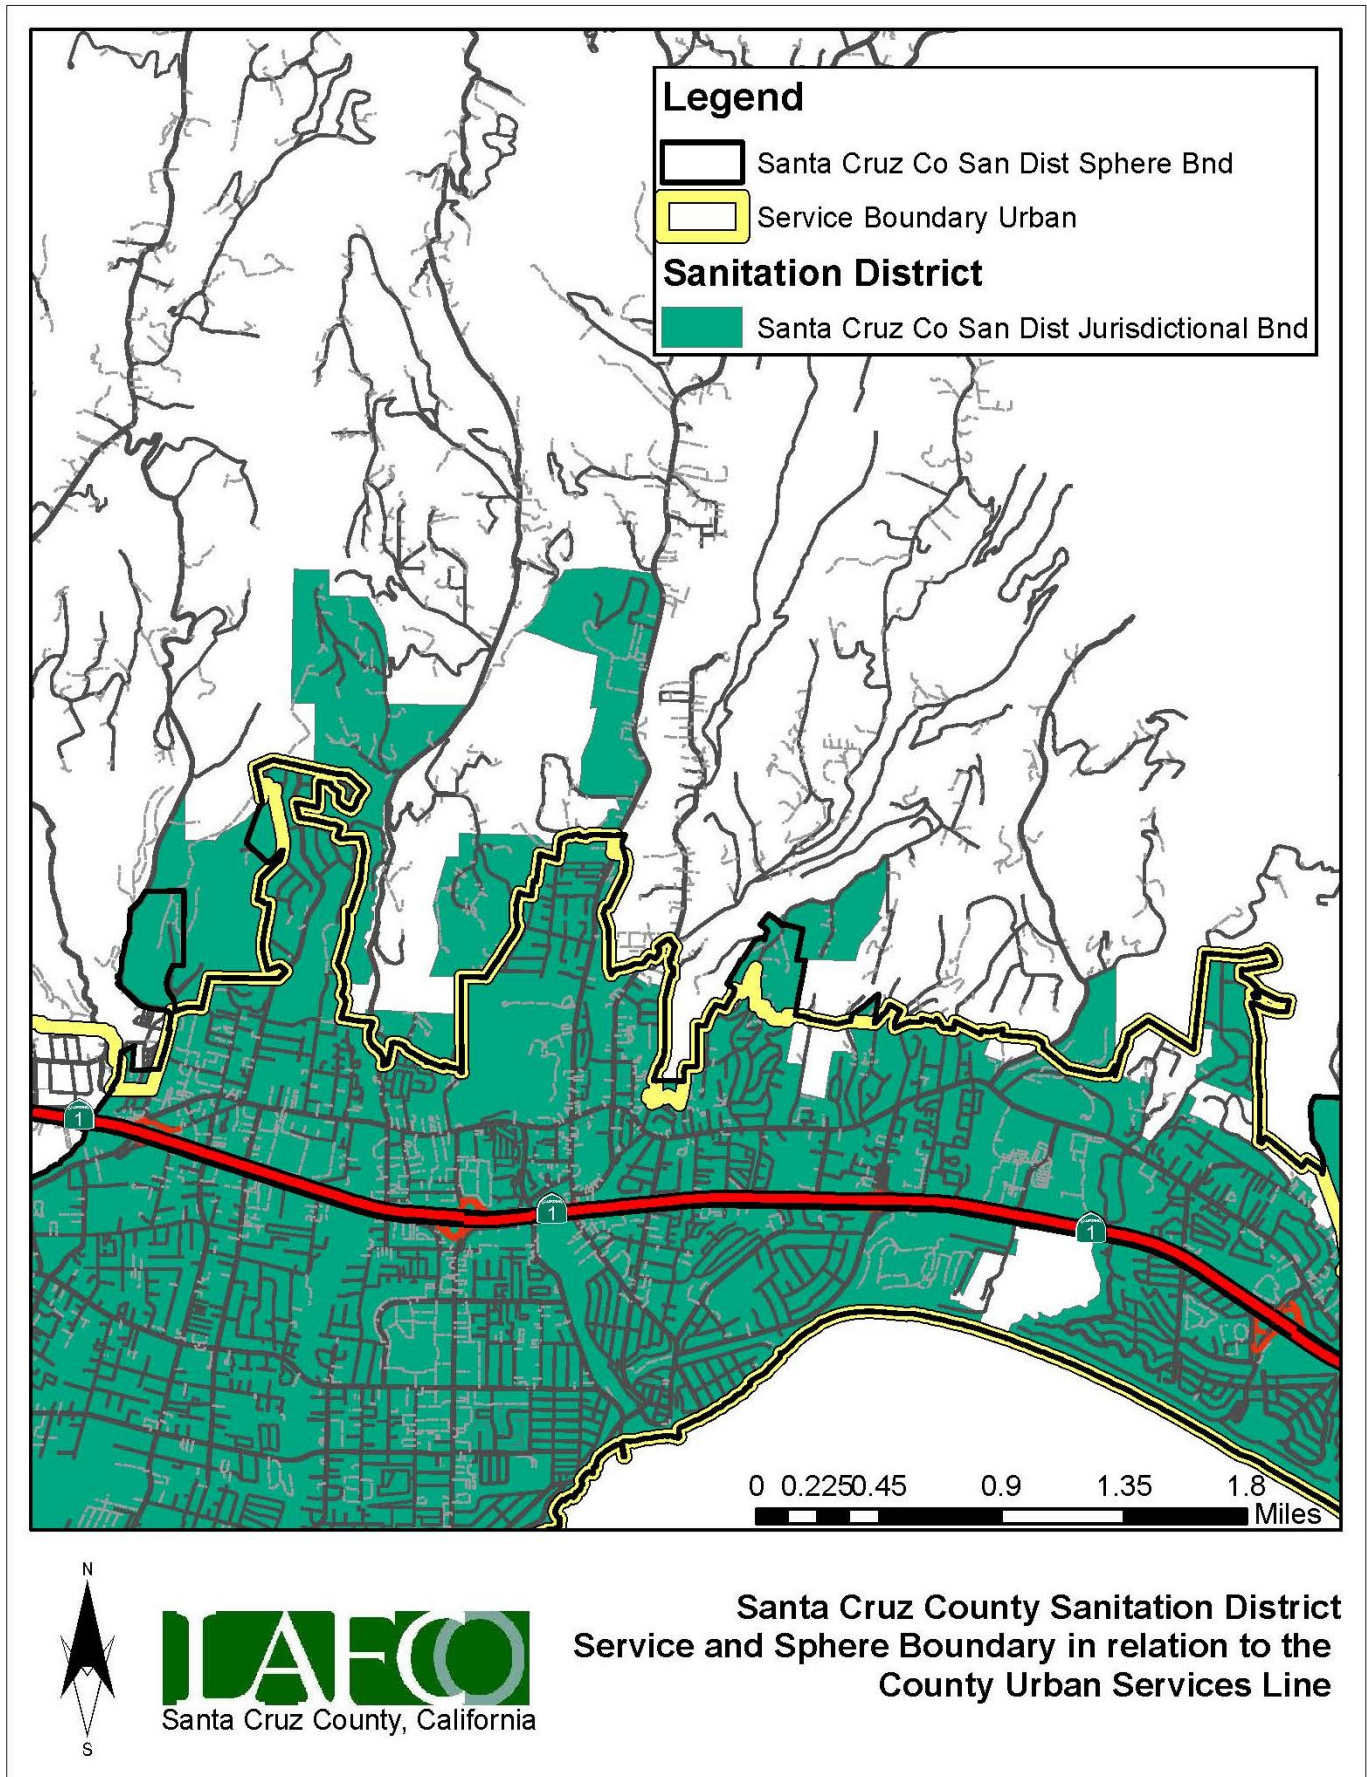 Legend
Santa Cruz Co San Dist Sphere Bnd
Service Boundary Urban
Sanitation District
Santa Cruz Co San Dist Jurisdictional Bnd
1
1
1
0 0.225 0.45 0.9 1.35 1.8
Miles
N
S
LAFCO
Santa Cruz County, California
Santa Cruz County Sanitation District
Service and Sphere Boundary in relation to the
County Urban Services Line